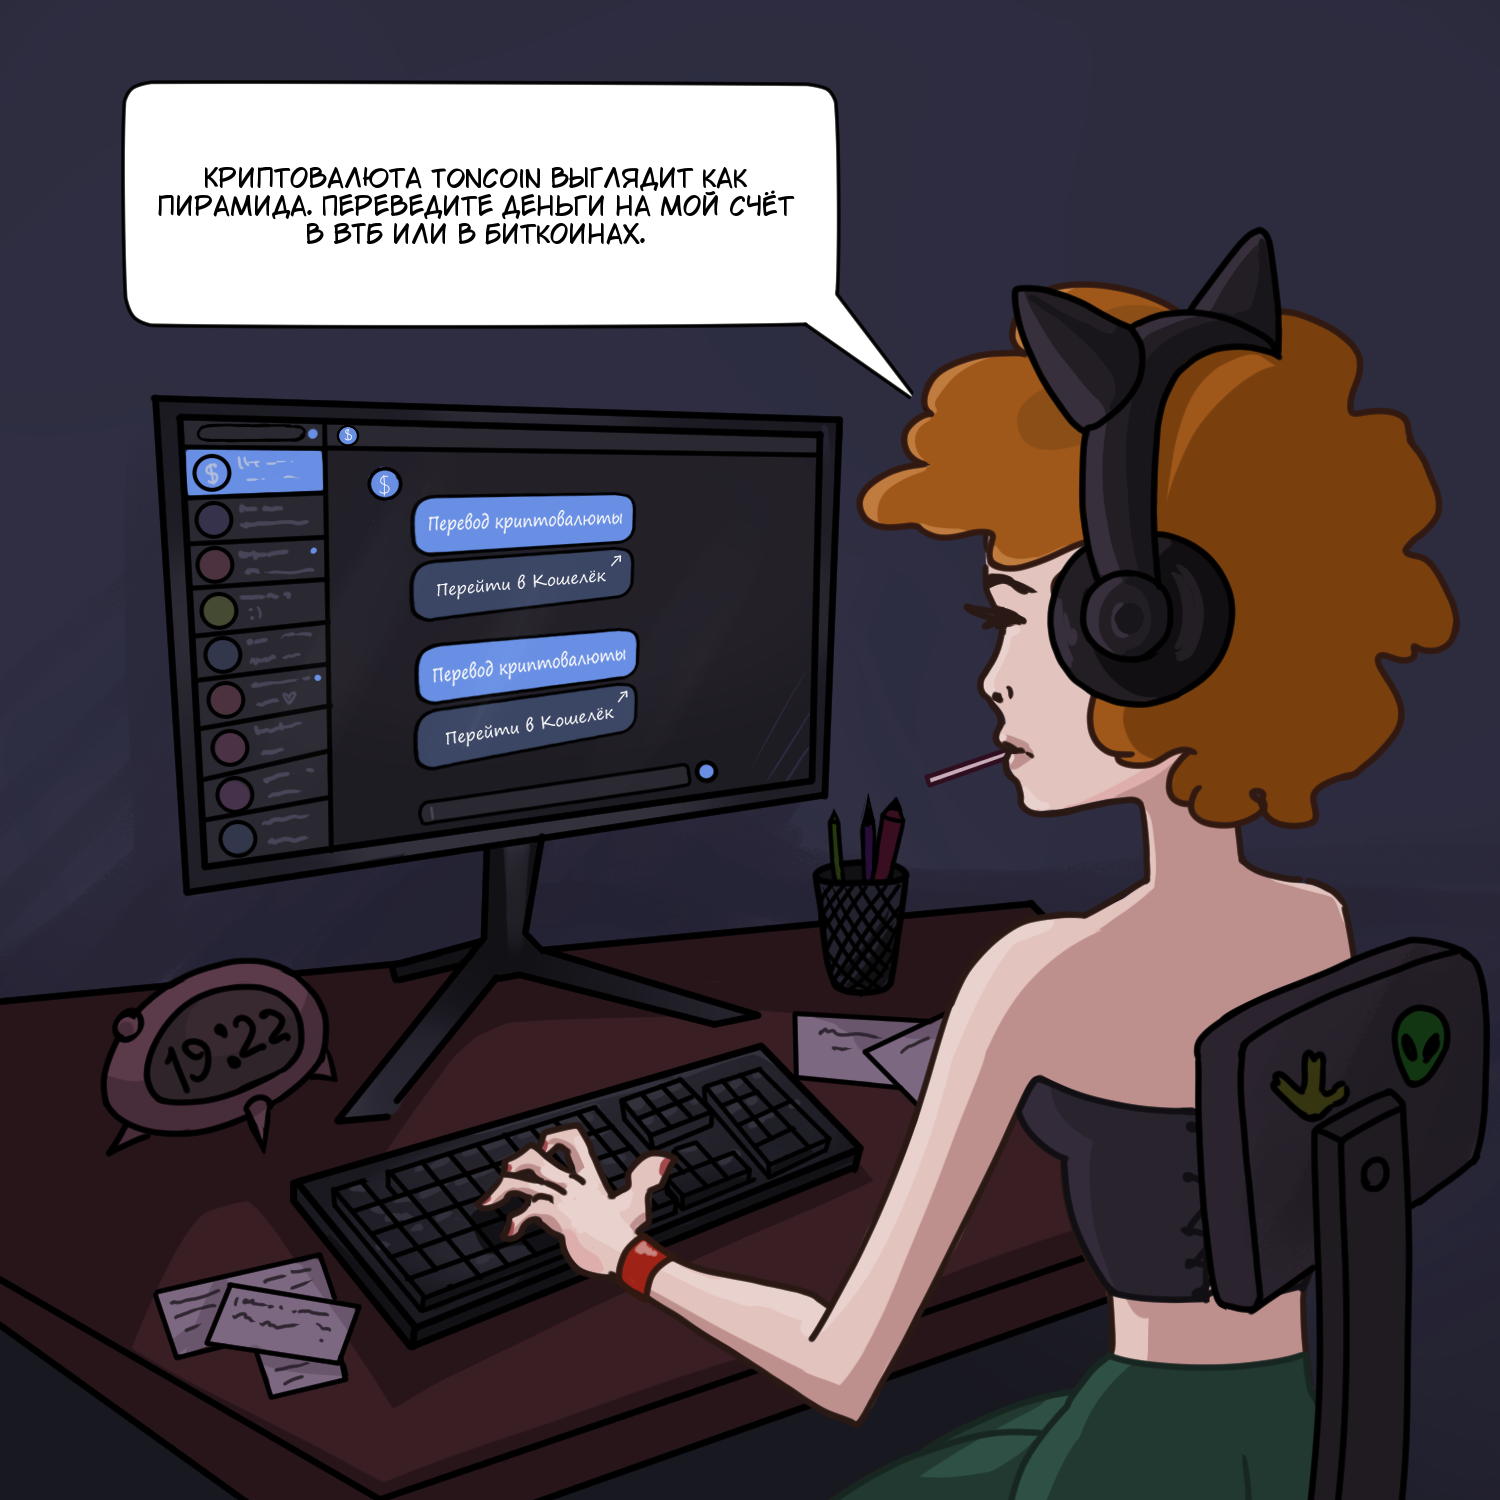 КРИПТОВАЛЮТА TONCOIN ВЫГЛЯДИТ КАК
ПИРАМИДА. ПЕРЕВЕДИТЕ ДЕНЬГИ НА МОЙ СЧЁТ
В ВТБ ИЛИ В БИТКОИНАХ.
$
$
$
Перевод криптовалюты
Перейти в Кошелёк
:)
Перевод криптовалюты
Перейти в Кошелёк
19:22